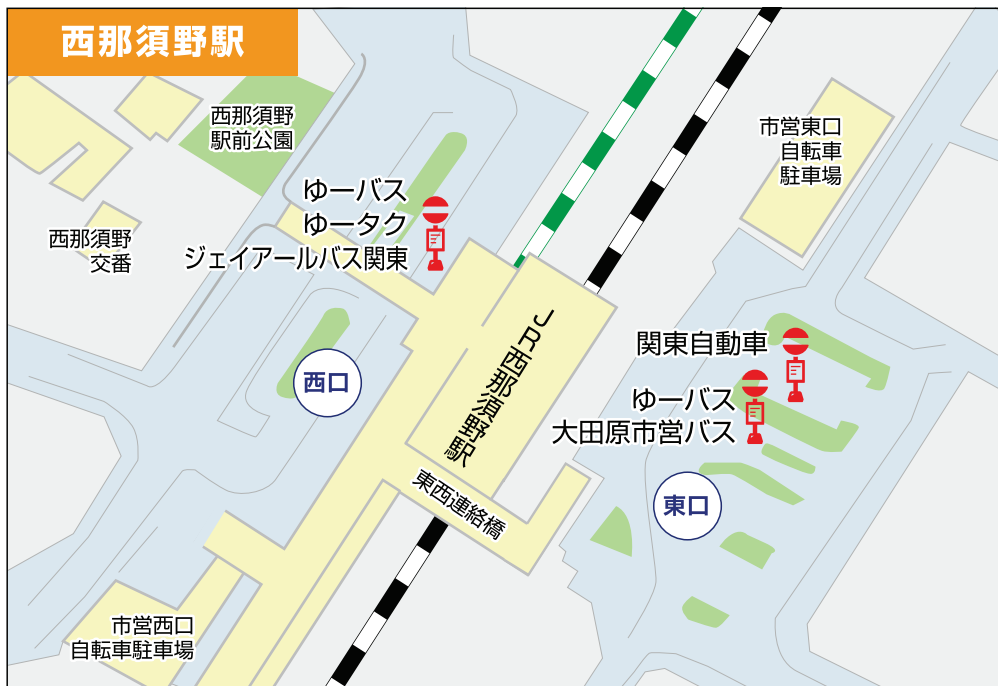 西那須野駅
西那須野
駅前公園
市営東口
自転車
駐車場
ゆーバス
ゆータク
ジェイアールバス関東
西那須野
交番
JR西那須野駅
関東自動車
西口
ゆーバス
大田原市営バス
東西連絡橋
東口
市営西口
自転車駐車場